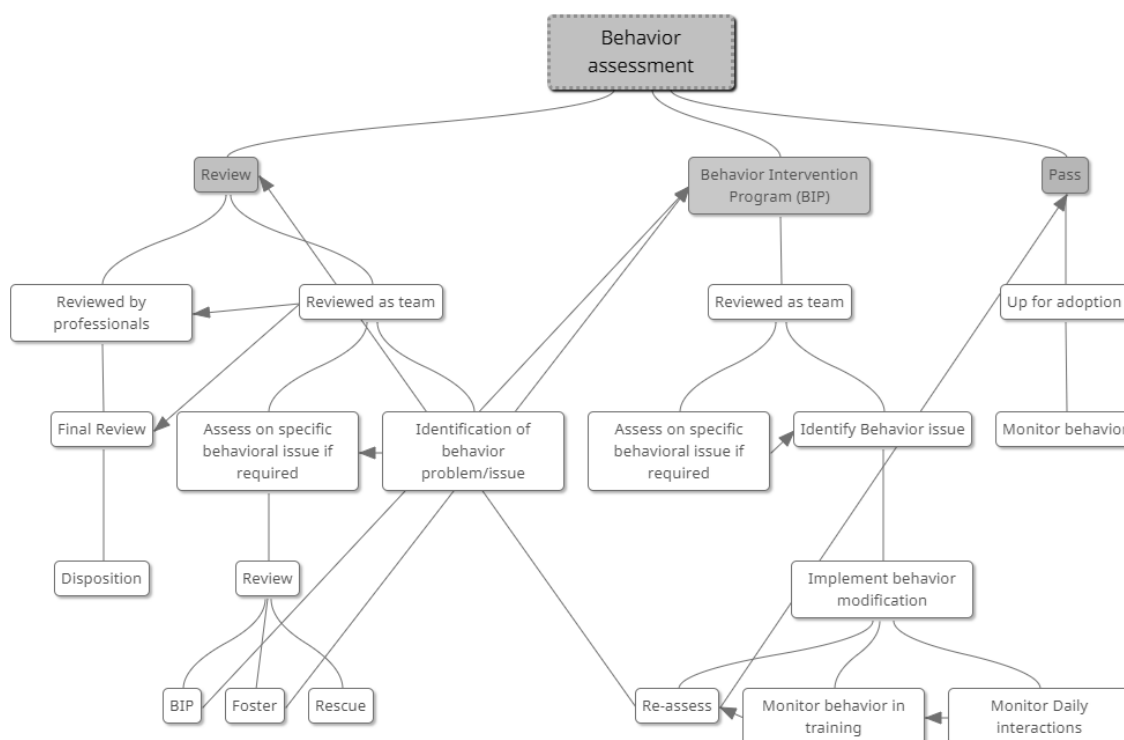 Behavior
assessment
Review
Behavior Intervention
Program (BIP)
Pass
Reviewed by
professionals
Reviewed as team
Reviewed as team
Up for adoption
Final Review
Assess on specific
behavioral issue if
required
Identification of
behavior
problem/issue
Assess on specific
behavioral issue if
required
Identify Behavior issue
Monitor behavior
Disposition
Review
Implement behavior
modification
BIP
Foster
Rescue
Re-assess
Monitor behavior in
training
Monitor Daily
interactions